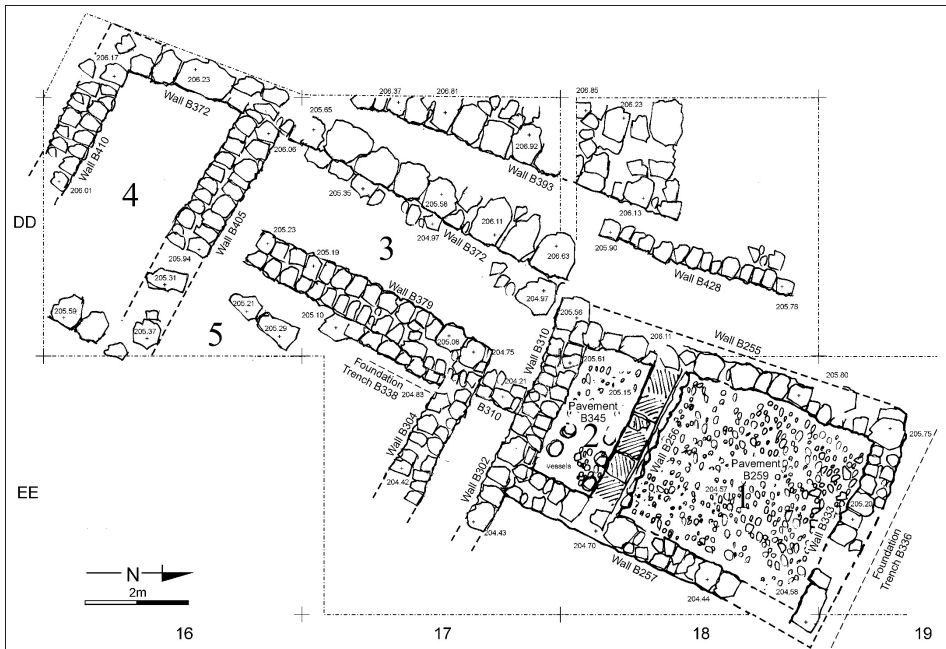 206.17
206.23
Wall B372
206.37
206.81
206.85
206.23
205.65
206.92
Wall B410
206.06
Wall B393
206.01
4
205.35
205.58
206.13
DD
Wall B405
204.97
206.11
Wall B372
205.90
205.23
3
206.63
Wall B428
205.94
205.19
205.31
Wall B379
204.97
205.78
205.59
205.21
205.10
205.56
205.37
5
205.29
205.08
Wall B310
206.11
Wall B255
204.75
205.61
Foundation
Trench B338
204.83
204.21
205.15
205.80
B310
Pavement
B345
205.75
Wall B304
2
Wall B256
Pavement
B259
vessels
204.57
1
EE
204.42
Wall B302
205.20
Wall B333
204.43
204.70
Wall B257
Foundation
Trench B336
N
204.44
204.58
2m
16
17
18
19